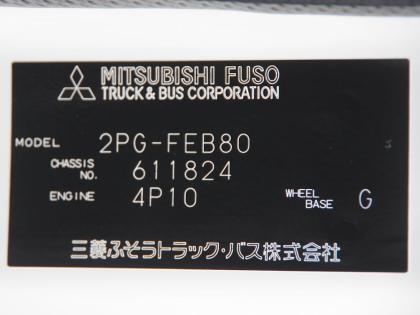 MITSUBISHI FUSO
TRUCK & BUS CORPORATION
MODEL 2PG-FEB80
CHASSIS NO. 611824
ENGINE 4P10 WHEEL BASE G
三菱ふそうトラック・バス株式会社